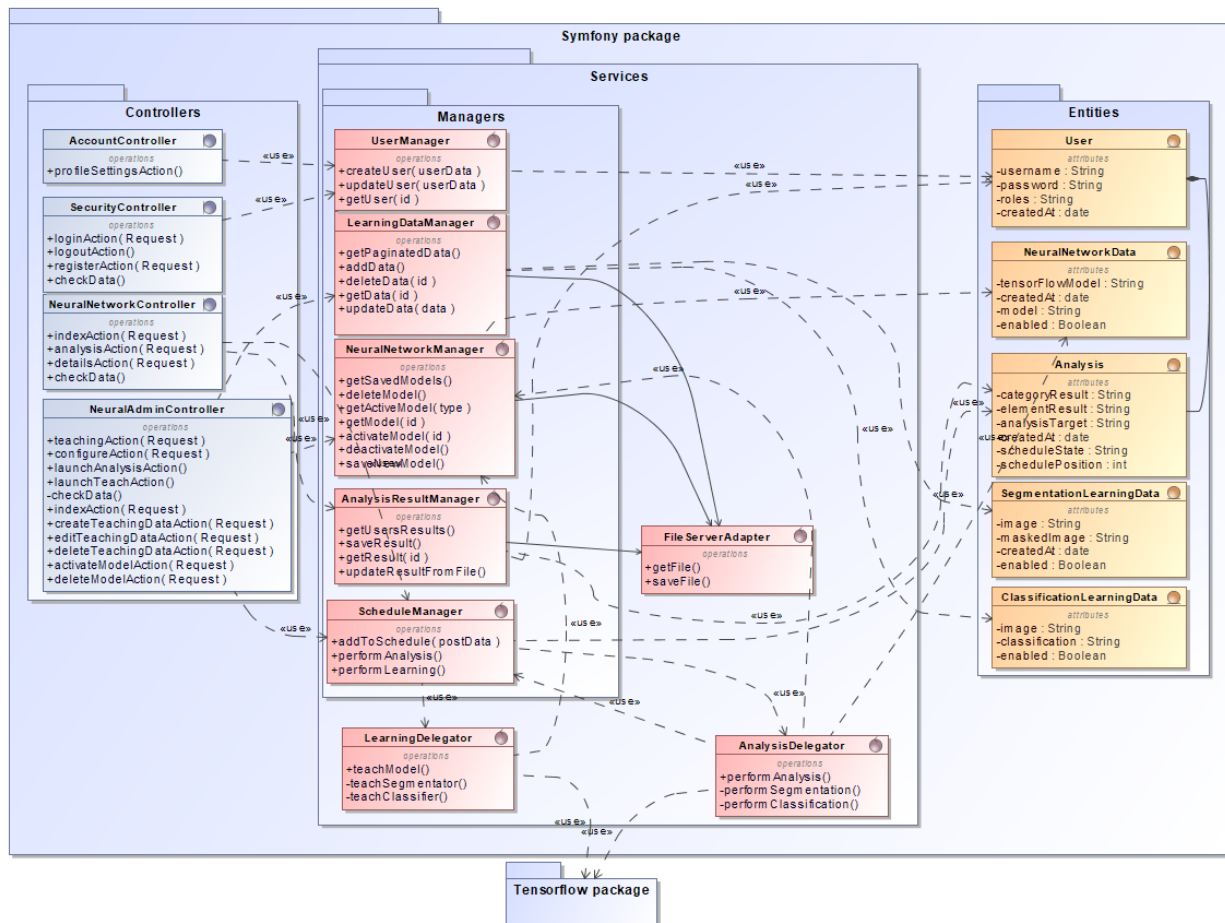 Symfony package
Controllers
AccountController
operations
+profileSettingsAction()
SecurityController
operations
+loginAction( Request )
+logoutAction()
+registerAction( Request )
+checkData()
NeuralNetworkController
operations
+indexAction( Request )
+analysisAction( Request )
+detailsAction( Request )
+checkData()
NeuralAdminController
operations
+teachingAction( Request )
+configureAction( Request )
+launchAnalysisAction()
+launchTeachAction()
-checkData()
+indexAction( Request )
+createTeachingDataAction( Request )
+editTeachingDataAction( Request )
+deleteTeachingDataAction( Request )
+activateModelAction( Request )
+deleteModelAction( Request )
«use»
«use»
«use»
«use»
«use»
«use»
«use»
Services
Managers
UserManager
operations
+createUser( userData )
+updateUser( userData )
+getUser( id )
LearningDataManager
operations
+getPaginatedData()
+addData()
+deleteData( id )
+getData( id )
+updateData( data )
NeuralNetworkManager
operations
+getSavedModels()
+deleteModel()
+getActiveModel( type )
+getModel( id )
+activateModel( id )
+deactivateModel()
+saveNewModel()
AnalysisResultManager
operations
+getUsersResults()
+saveResult()
+getResult( id )
+updateResultFromFile()
ScheduleManager
operations
+addToSchedule( postData )
+performAnalysis()
+performLearning()
LearningDelegator
operations
+teachModel()
-teachSegmentator()
-teachClassifier()
FileServerAdapter
operations
+getFile()
+saveFile()
AnalysisDelegator
operations
+performAnalysis()
-performSegmentation()
-performClassification()
«use»
«use»
«use»
«use»
«use»
«use»
«use»
«use»
«use»
«use»
«use»
«use»
«use»
«use»
Entities
User
attributes
-username : String
-password : String
-roles : String
-createdAt : date
NeuralNetworkData
attributes
-tensorFlowModel : String
-createdAt : date
-model : String
-enabled : Boolean
Analysis
attributes
-categoryResult : String
-elementResult : String
-analysisTarget : String
-createdAt : date
-scheduleState : String
-schedulePosition : int
SegmentationLearningData
attributes
-image : String
-maskedImage : String
-createdAt : date
-enabled : Boolean
ClassificationLearningData
attributes
-image : String
-classification : String
-enabled : Boolean
Tensorflow package